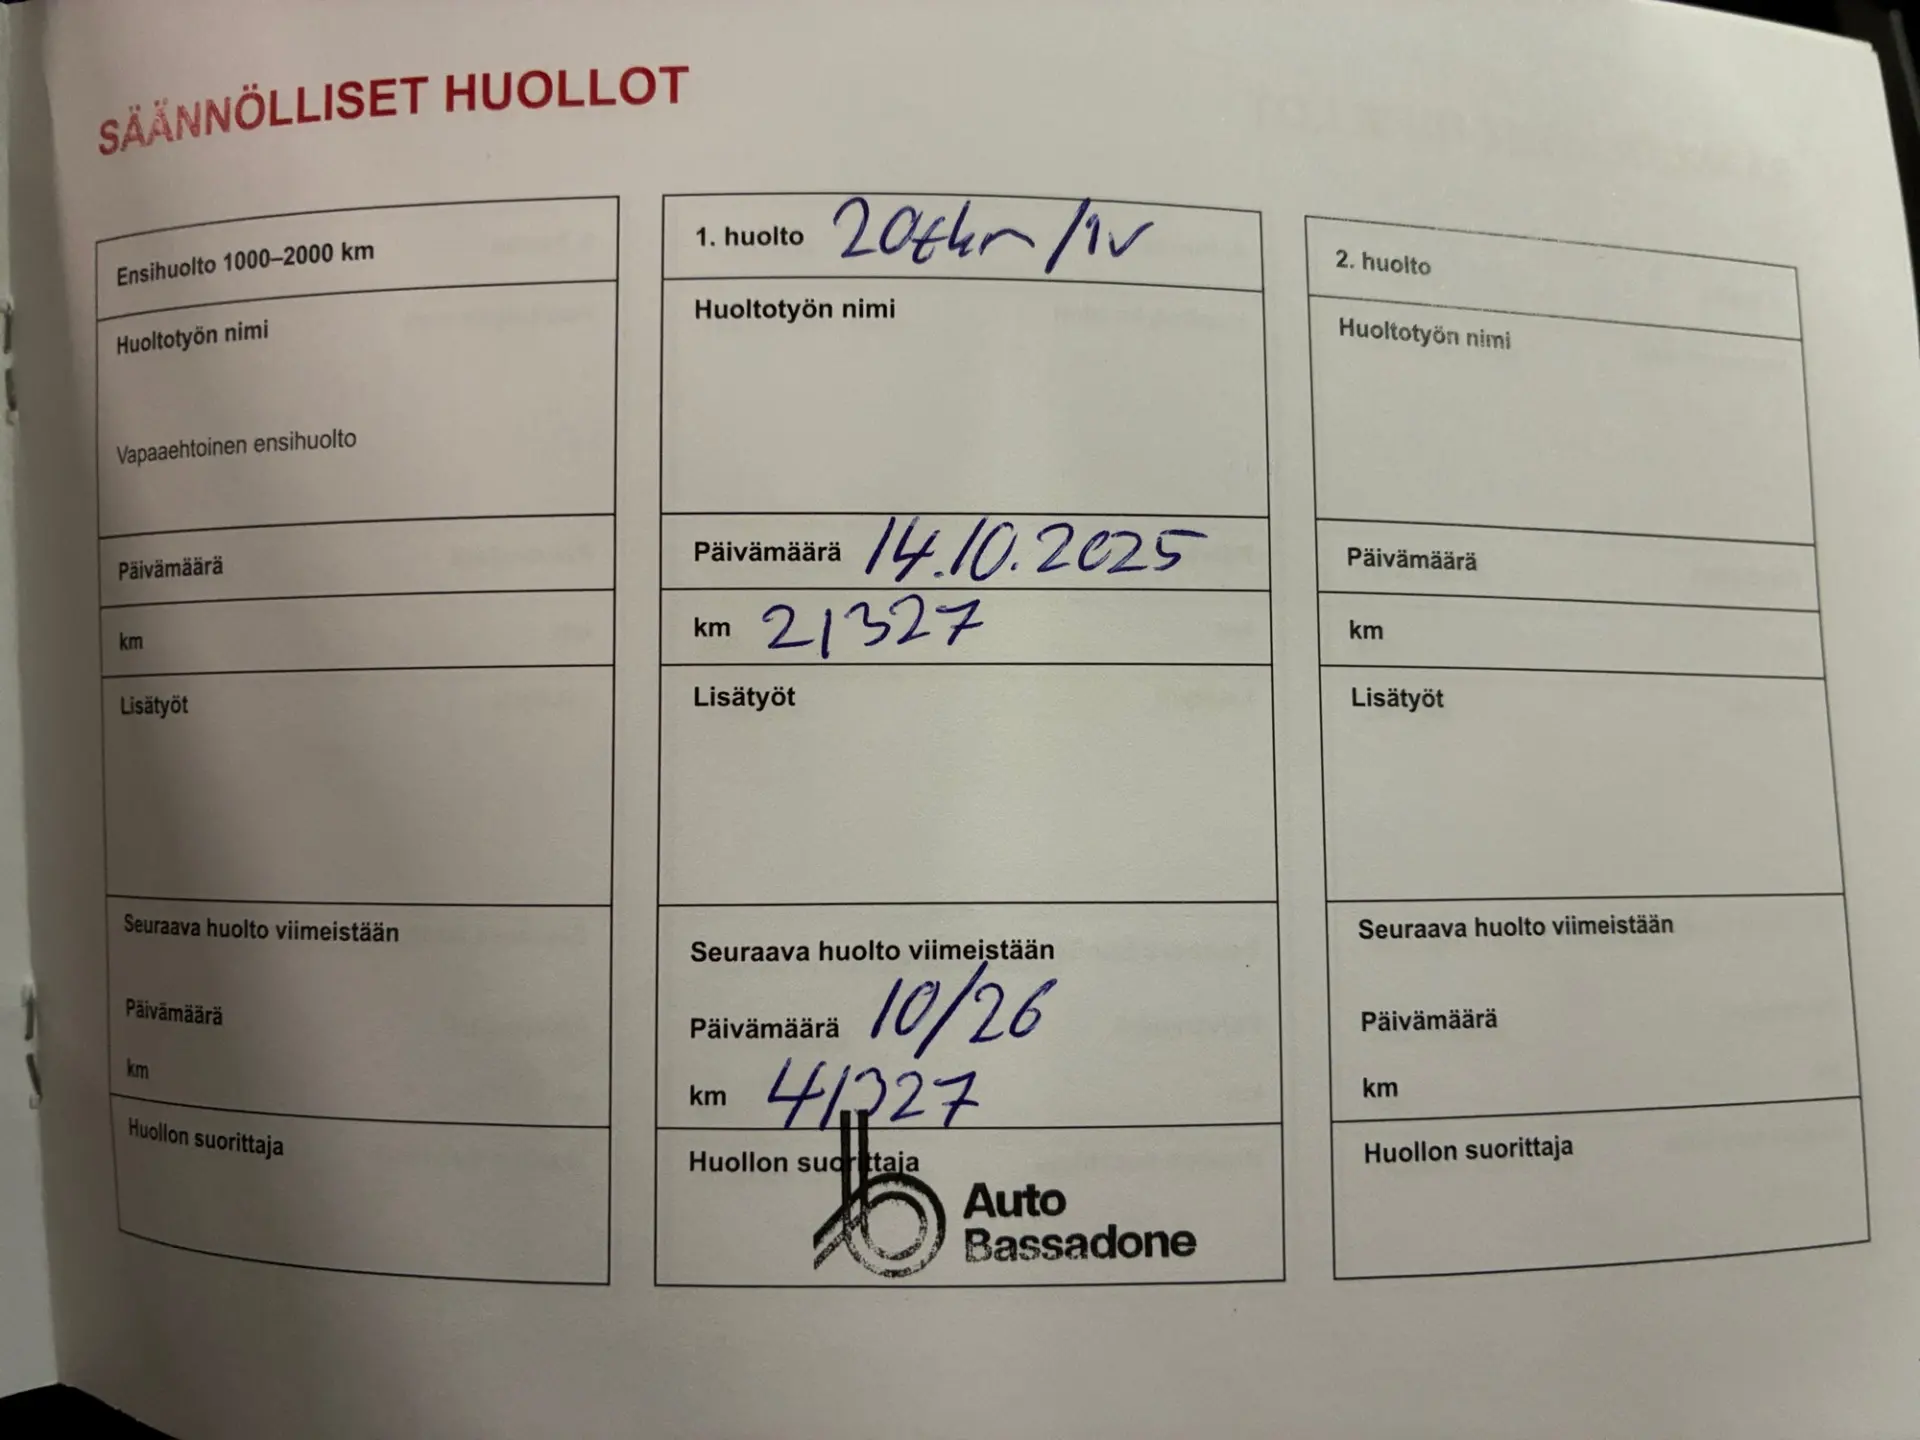 SÄÄNNÖLLISET HUOLLOT
Ensihuolto 1000–2000 km
Huoltotyön nimi
Vapaaehtoinen ensihuolto
Päivämäärä
km
Lisätyöt
Seuraava huolto viimeistään
Päivämäärä
km
Huollon suorittaja
1. huolto 20tkm/1v
Huoltotyön nimi
Päivämäärä 14.10.2025
km 21327
Lisätyöt
Seuraava huolto viimeistään
Päivämäärä 10/26
km 41327
Huollon suorittaja
Auto
Bassadone
2. huolto
Huoltotyön nimi
Päivämäärä
km
Lisätyöt
Seuraava huolto viimeistään
Päivämäärä
km
Huollon suorittaja